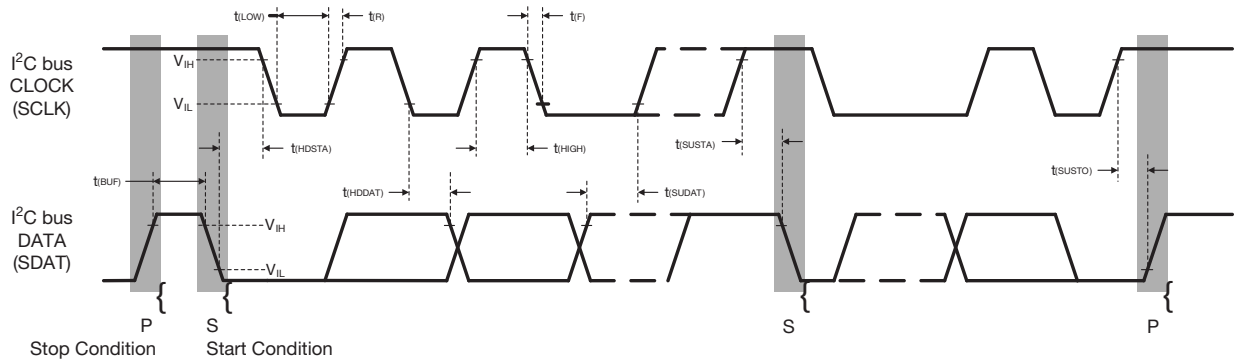 t(LOW)
t(R)
t(F)
I²C bus
CLOCK
(SCLK)
VIH
VIL
t(HDSTA)
t(HIGH)
t(SUSTA)
t(SUSTO)
t(BUF)
t(HDDAT)
t(SUDAT)
I²C bus
DATA
(SDAT)
VIH
VIL
{ { { {
P S S P
Stop Condition Start Condition